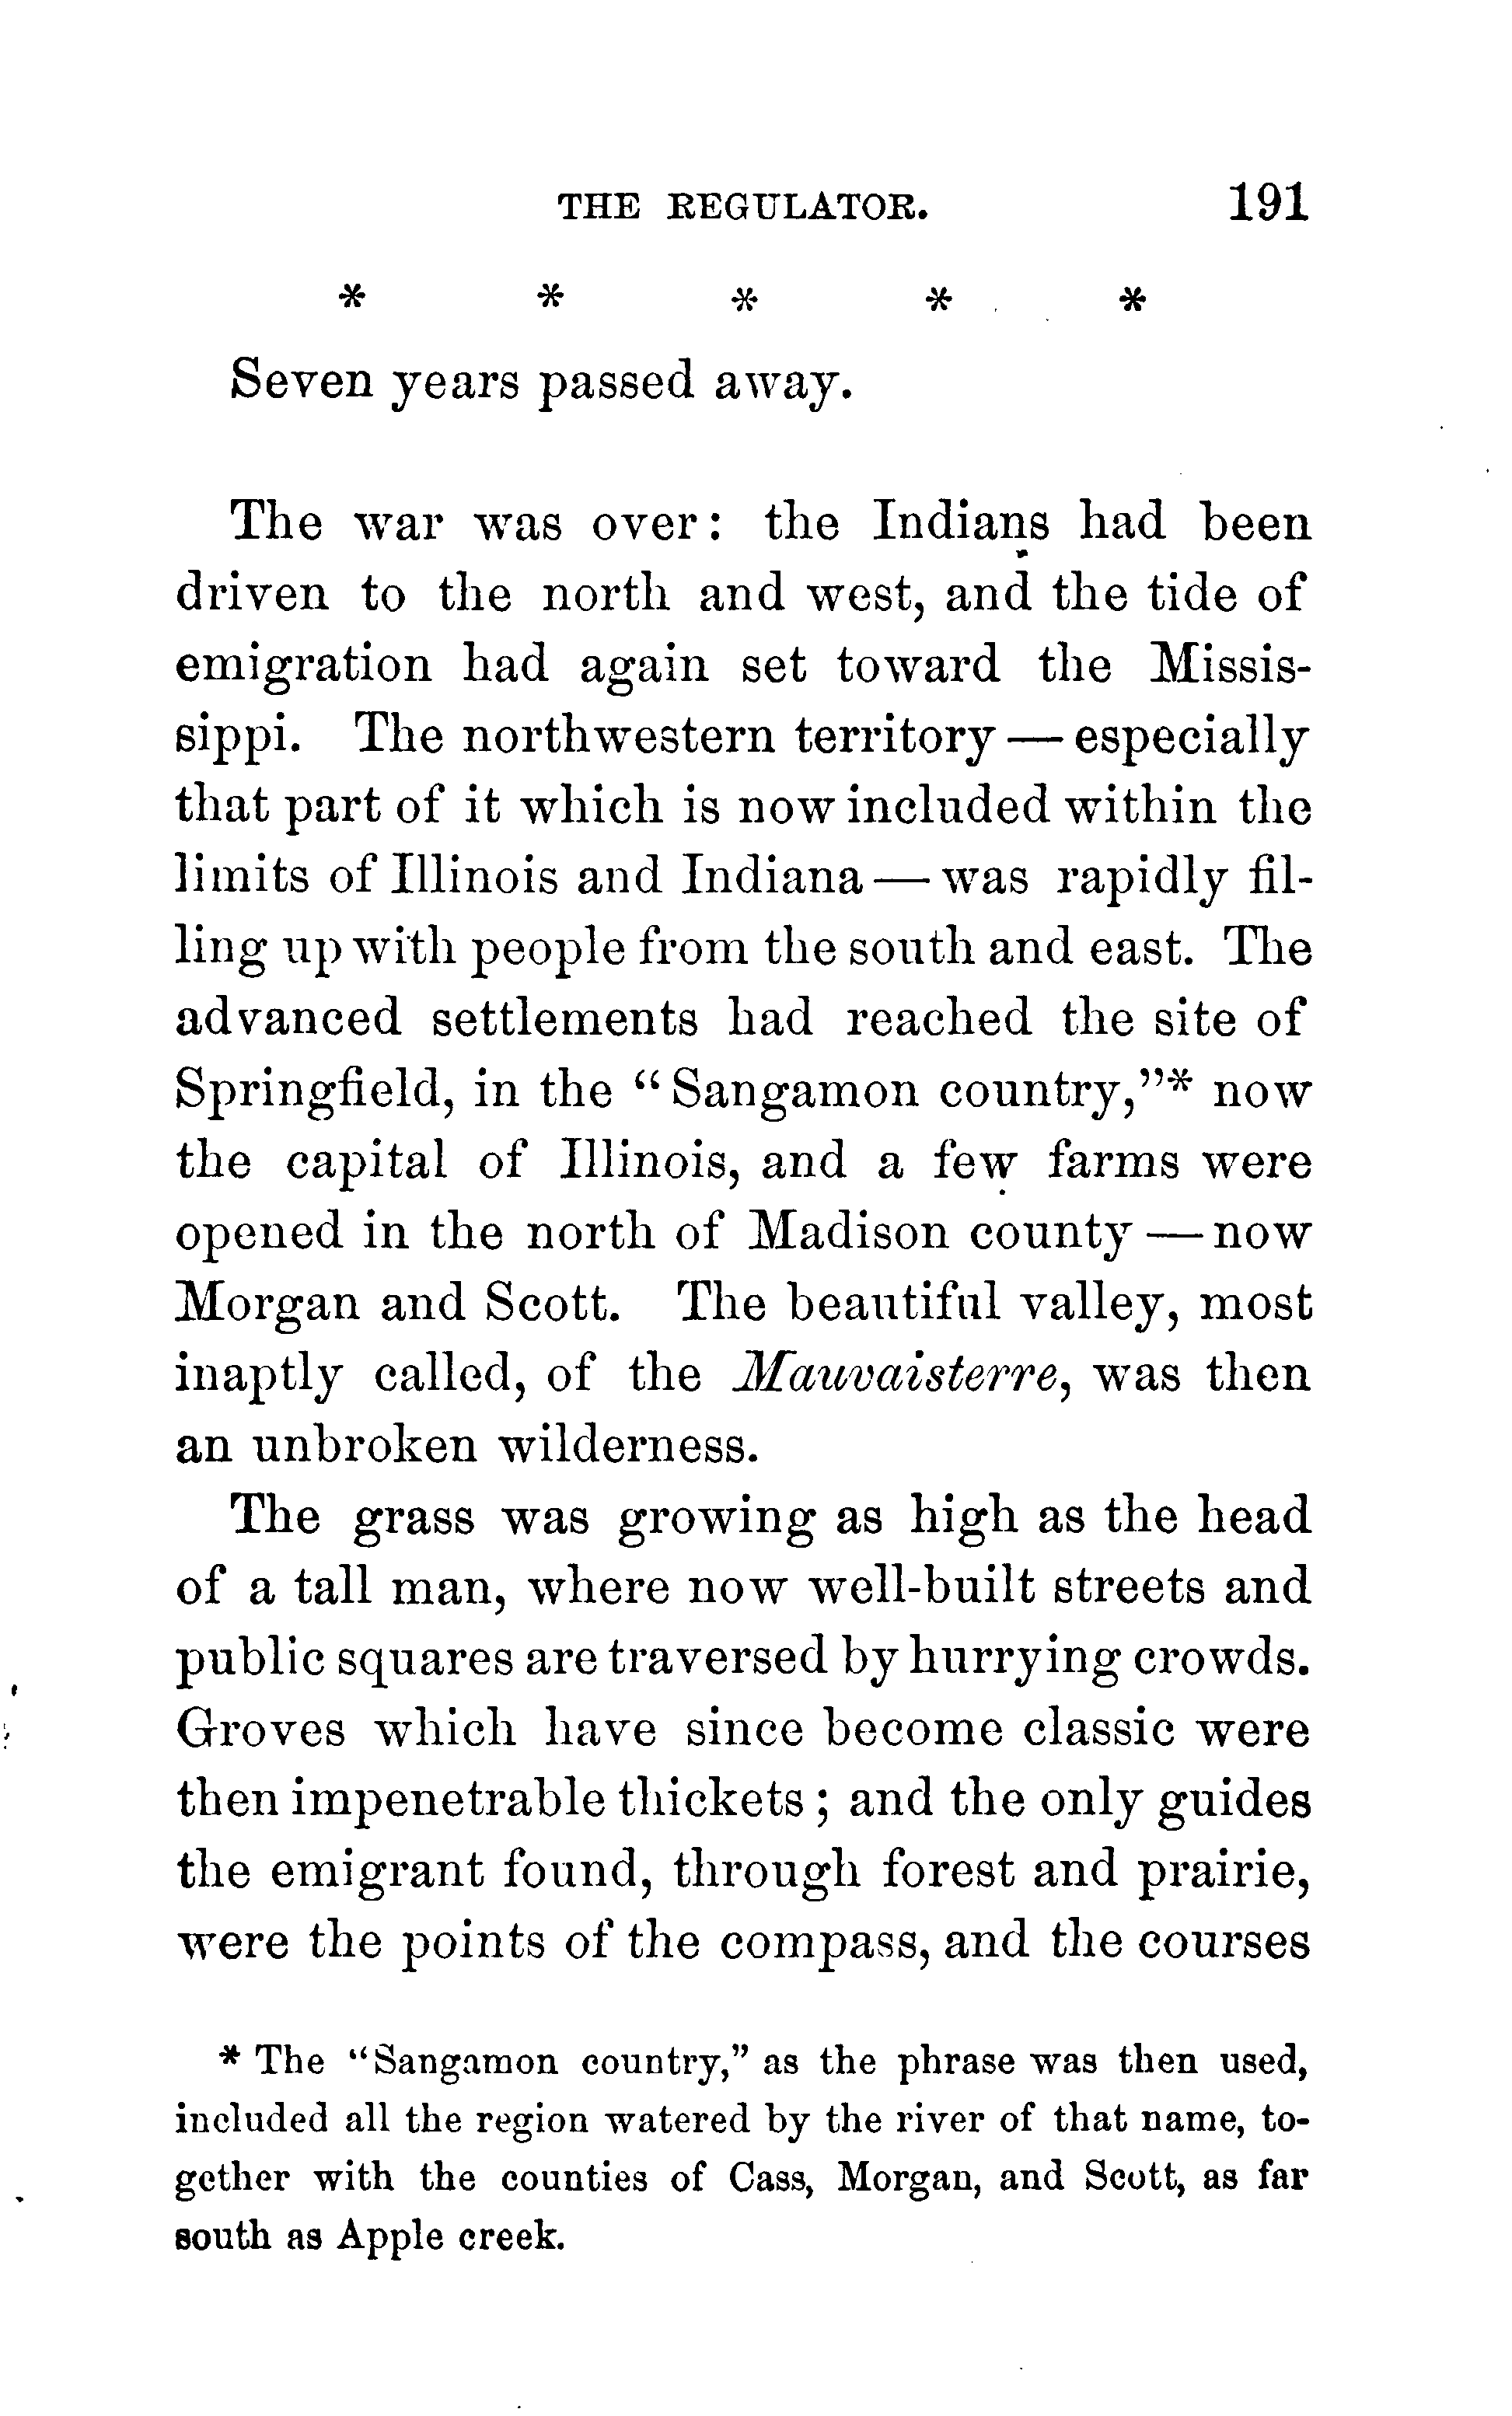 THE REGULATOR. 191
* * * * *
Seven years passed away.
The war was over: the Indians had been
driven to the north and west, and the tide of
emigration had again set toward the Missis-
sippi. The northwestern territory — especially
that part of it which is now included within the
limits of Illinois and Indiana — was rapidly fil-
ling up with people from the south and east. The
advanced settlements had reached the site of
Springfield, in the "Sangamon country,"* now
the capital of Illinois, and a few farms were
opened in the north of Madison county — now
Morgan and Scott. The beautiful valley, most
inaptly called, of the Mauvaisterre, was then
an unbroken wilderness.
The grass was growing as high as the head
of a tall man, where now well-built streets and
public squares are traversed by hurrying crowds.
Groves which have since become classic were
then impenetrable thickets; and the only guides
the emigrant found, through forest and prairie,
were the points of the compass, and the courses
* The "Sangamon country," as the phrase was then used,
included all the region watered by the river of that name, to-
gether with the counties of Cass, Morgan, and Scott, as far
south as Apple creek.